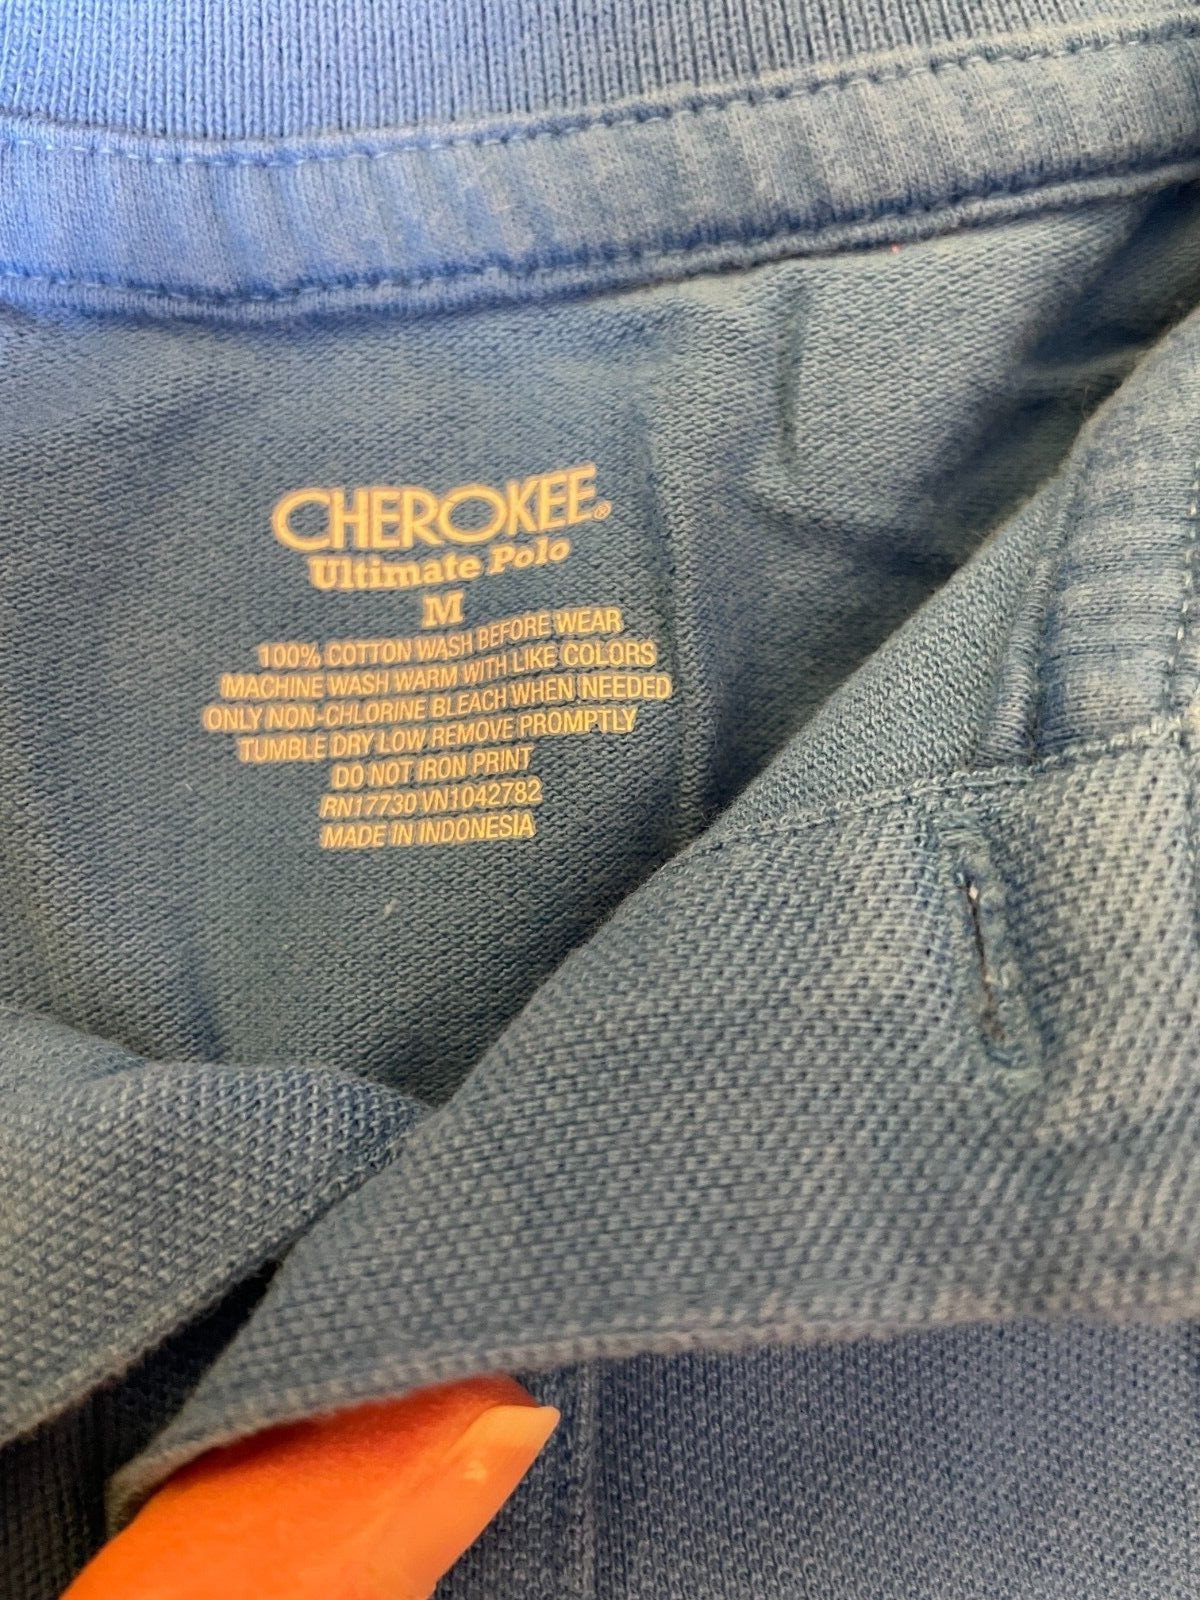 CHEROKEE®
Ultimate Polo
M
100% COTTON WASH BEFORE WEAR
MACHINE WASH WARM WITH LIKE COLORS
ONLY NON-CHLORINE BLEACH WHEN NEEDED
TUMBLE DRY LOW REMOVE PROMPTLY
DO NOT IRON PRINT
RN17730 VN1042782
MADE IN INDONESIA